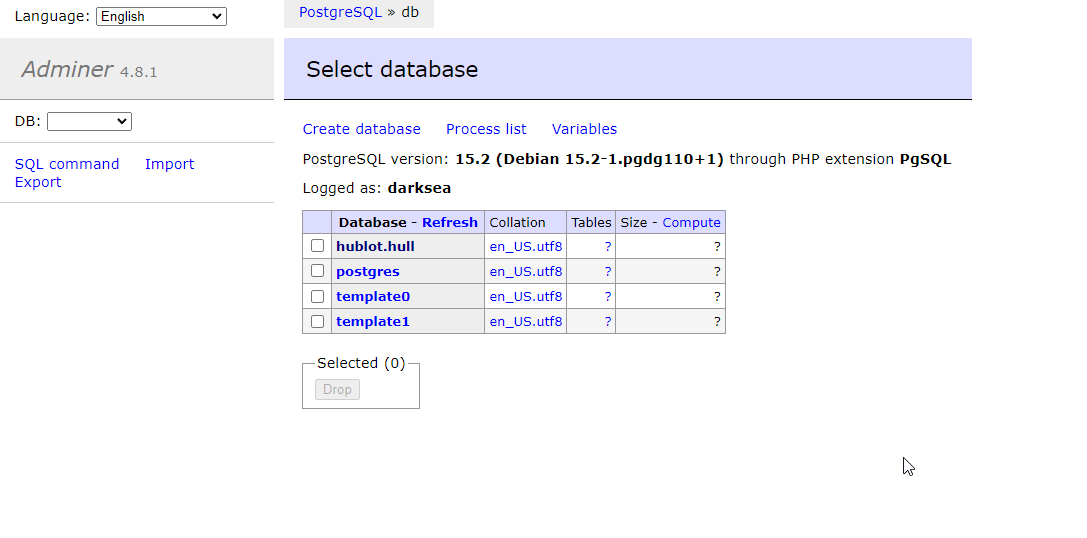 Language: English
PostgreSQL » db
Adminer 4.8.1
Select database
DB:
SQL command Import
Export
Create database Process list Variables
PostgreSQL version: 15.2 (Debian 15.2-1.pgdg110+1) through PHP extension PgSQL
Logged as: darksea
Database - Refresh Collation Tables Size - Compute
hublot.hull en_US.utf8 ? ?
postgres en_US.utf8 ? ?
template0 en_US.utf8 ? ?
template1 en_US.utf8 ? ?
Selected (0)
Drop